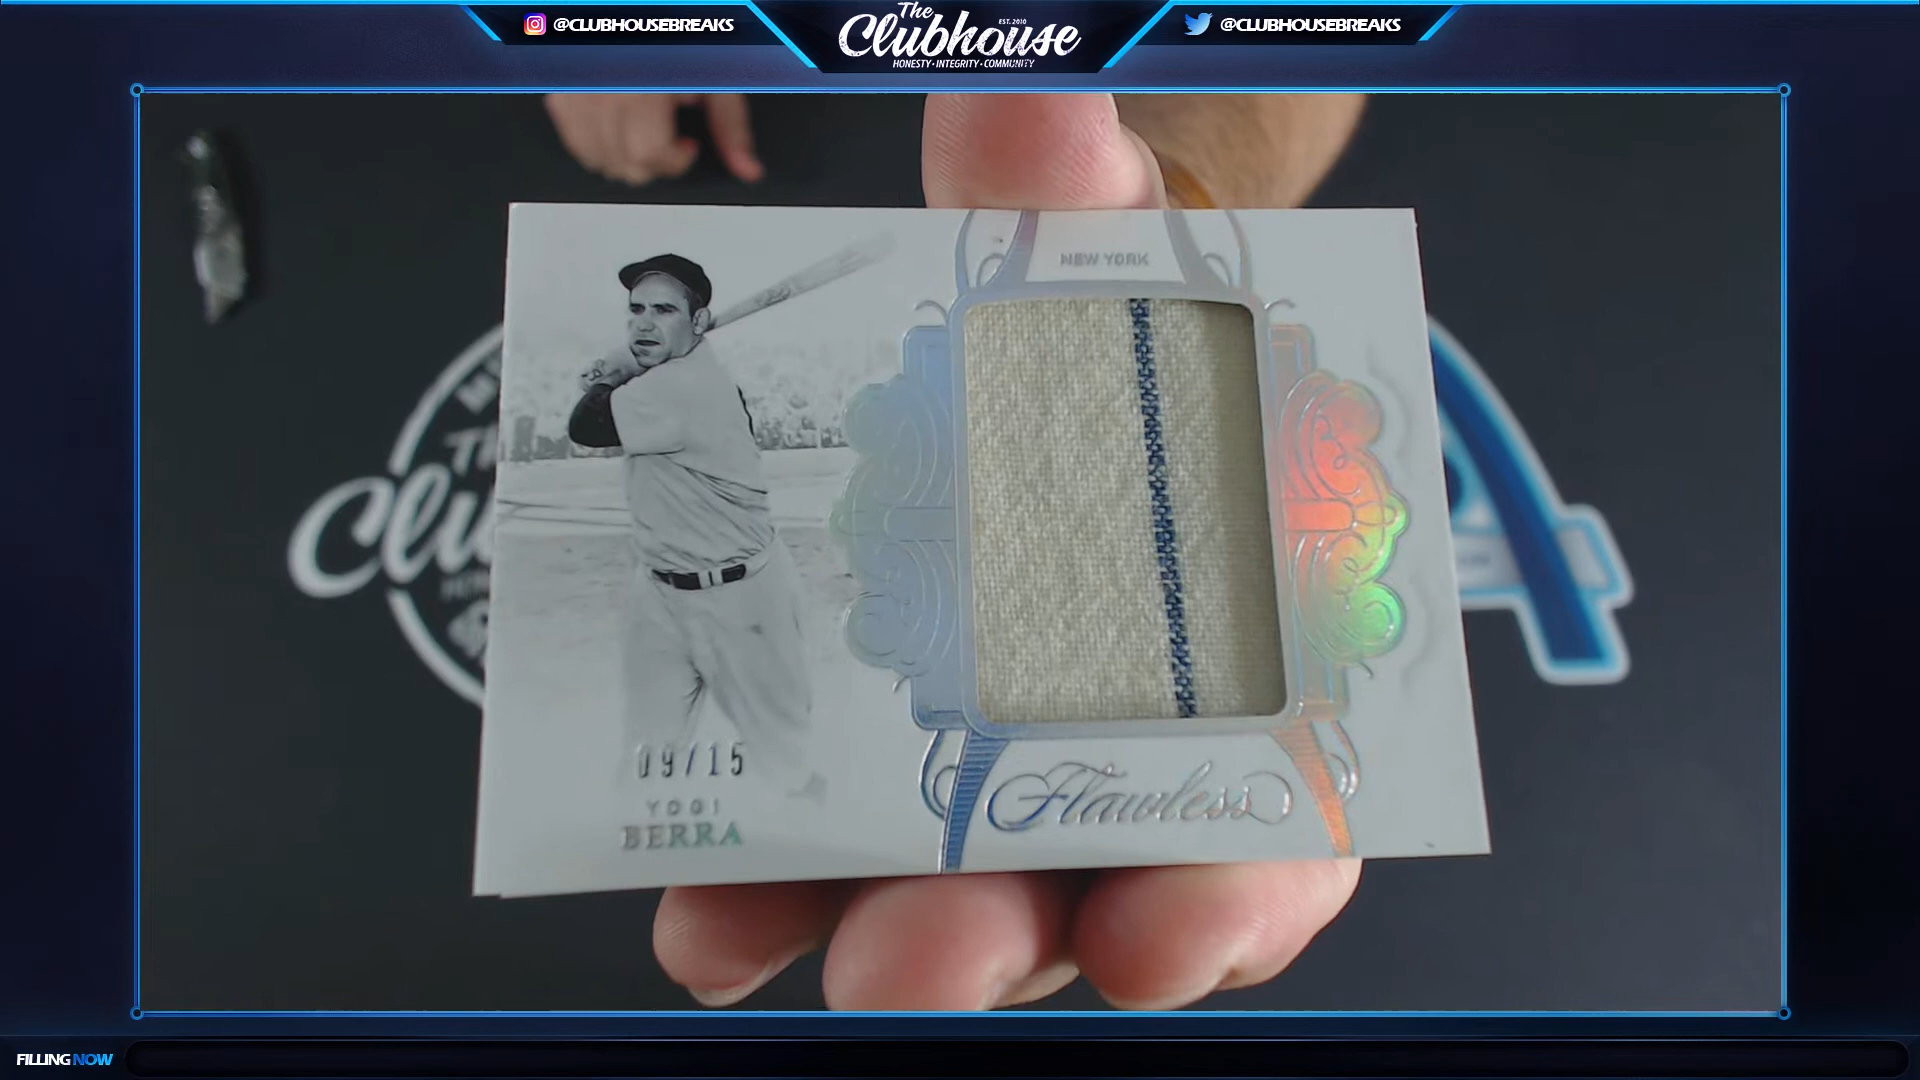 @CLUBHOUSEBREAKS
The
Clubhouse
EST. 2010
HONESTY • INTEGRITY • COMMUNITY
@CLUBHOUSEBREAKS
NEW YORK
09/15
YOGI
BERRA
Flawless
FILLING NOW